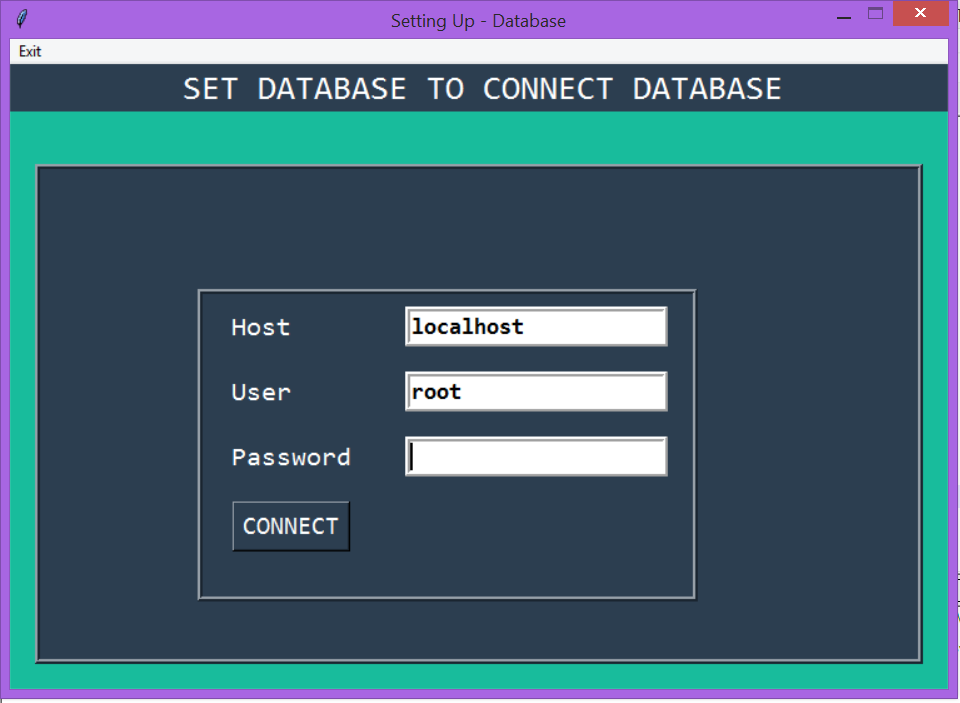 Setting Up - Database
Exit
SET DATABASE TO CONNECT DATABASE
Host localhost
User root
Password
CONNECT